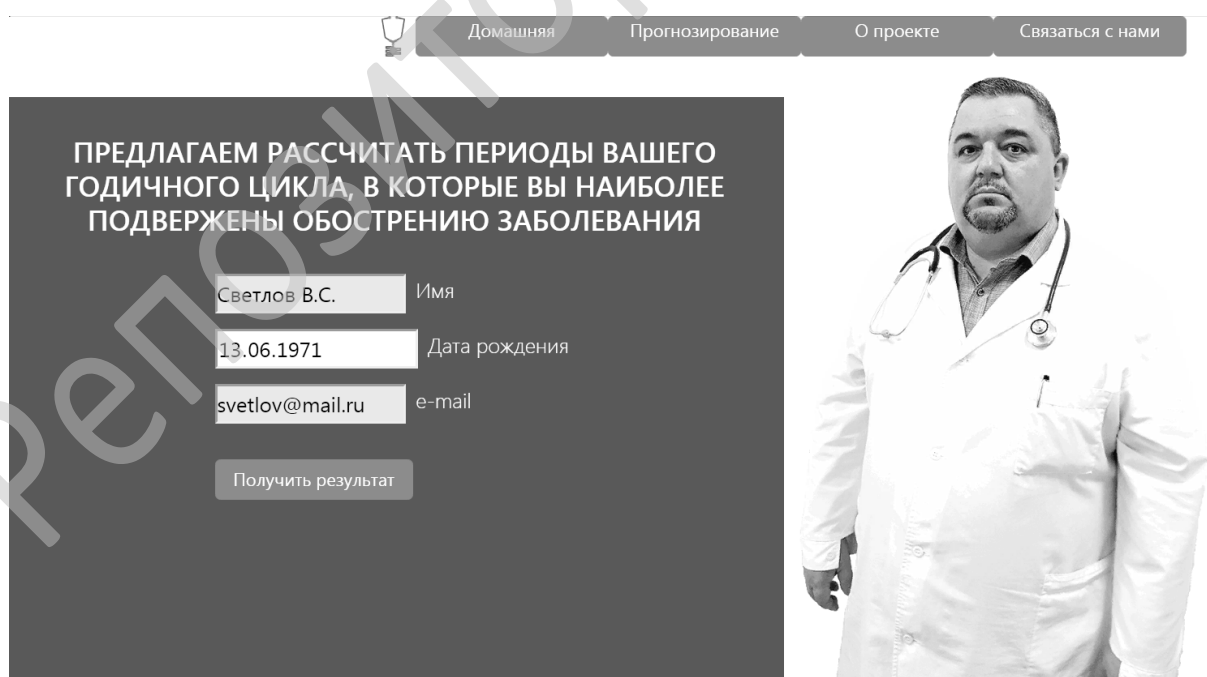 Домашняя
Прогнозирование
О проекте
Связаться с нами
ПРЕДЛАГАЕМ РАССЧИТАТЬ ПЕРИОДЫ ВАШЕГО
ГОДИЧНОГО ЦИКЛА, В КОТОРЫЕ ВЫ НАИБОЛЕЕ
ПОДВЕРЖЕНЫ ОБОСТРЕНИЮ ЗАБОЛЕВАНИЯ
Светлов В.С. Имя
13.06.1971 Дата рождения
svetlov@mail.ru e-mail
Получить результат
Репозитор